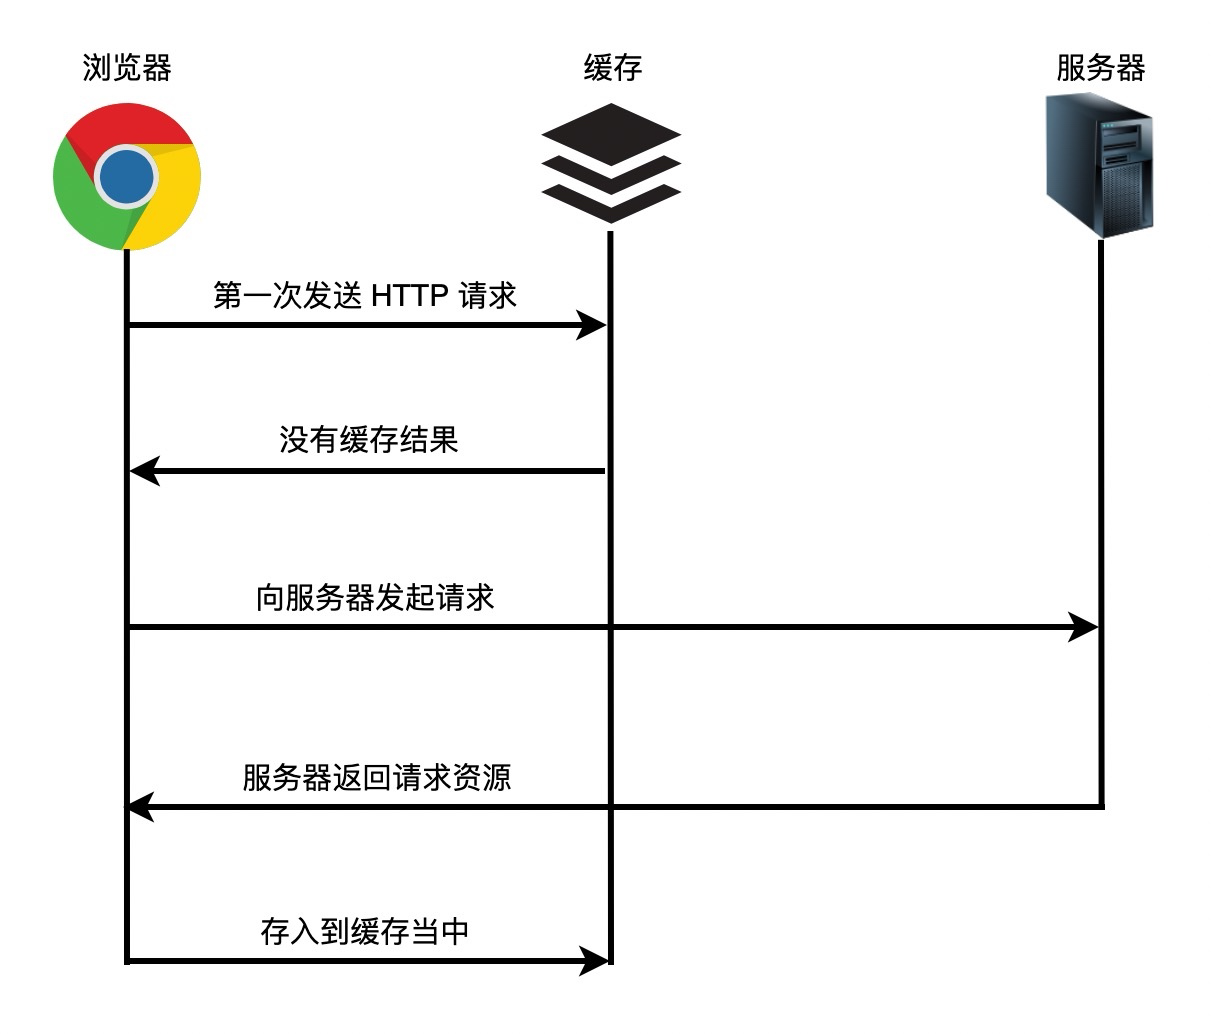 浏览器
缓存
服务器
第一次发送 HTTP 请求
没有缓存结果
向服务器发起请求
服务器返回请求资源
存入到缓存当中